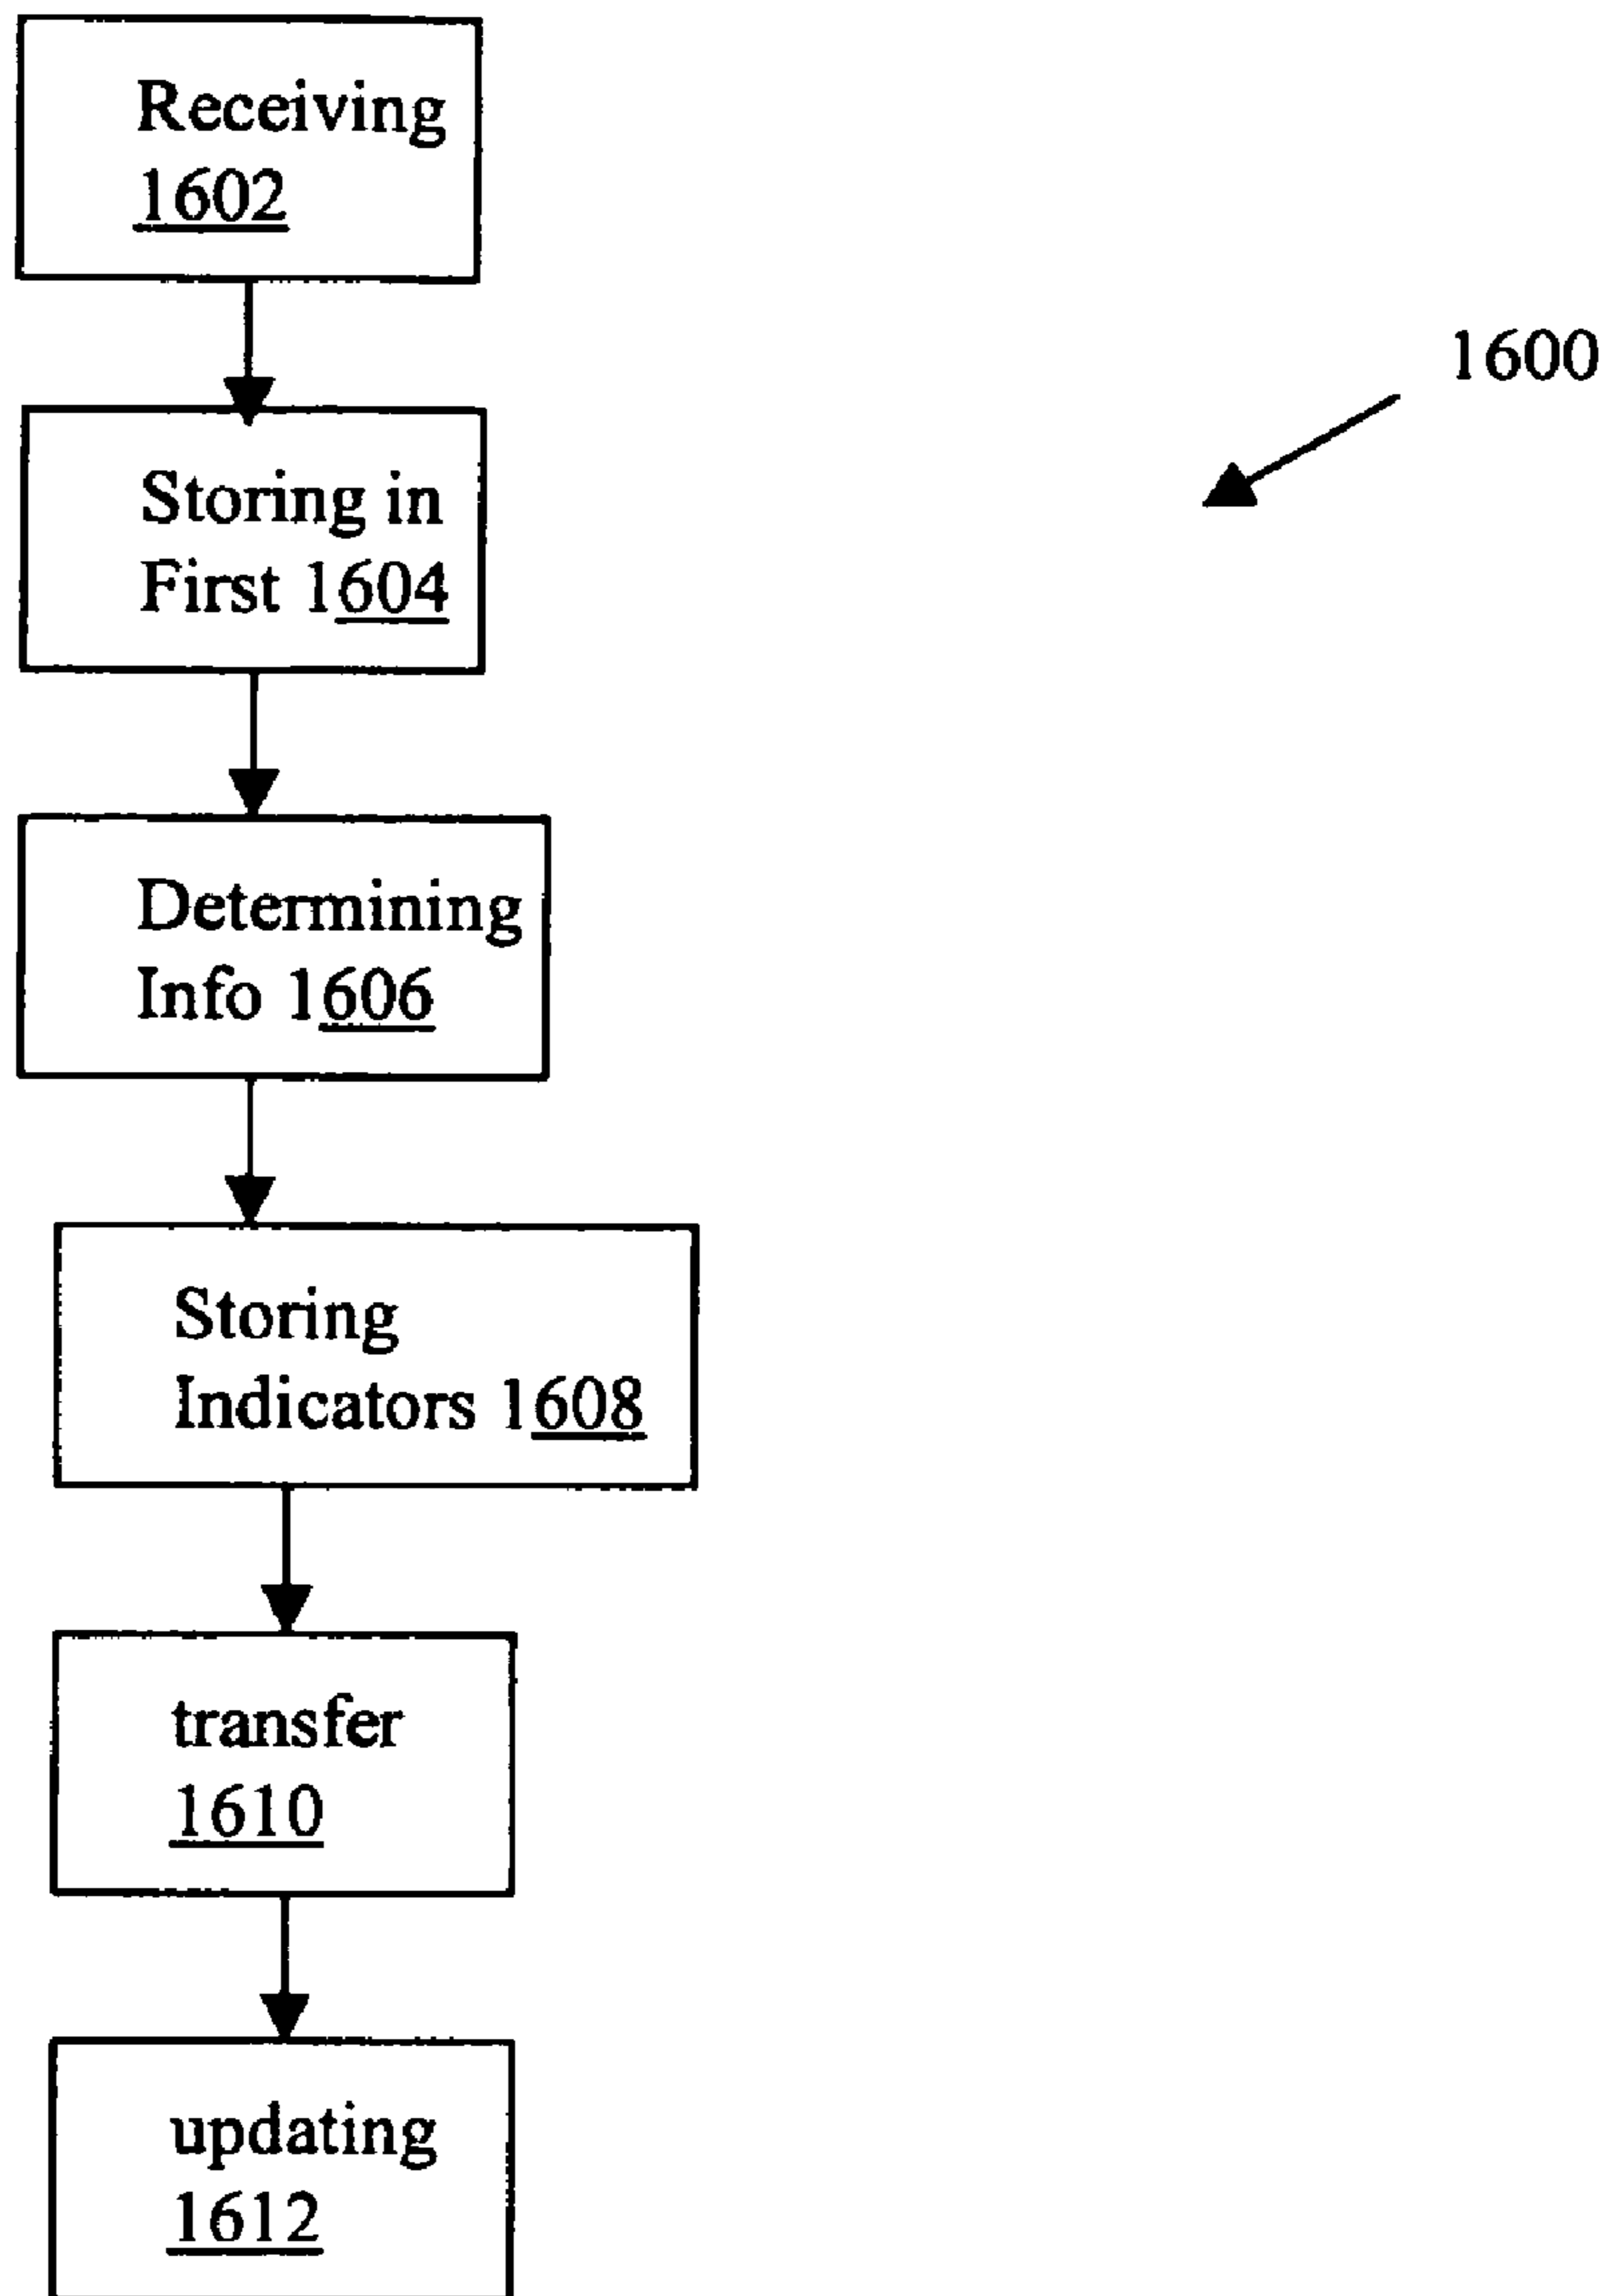 Receiving
1602
1600
Storing in
First 1604
Determining
Info 1606
Storing
Indicators 1608
transfer
1610
updating
1612